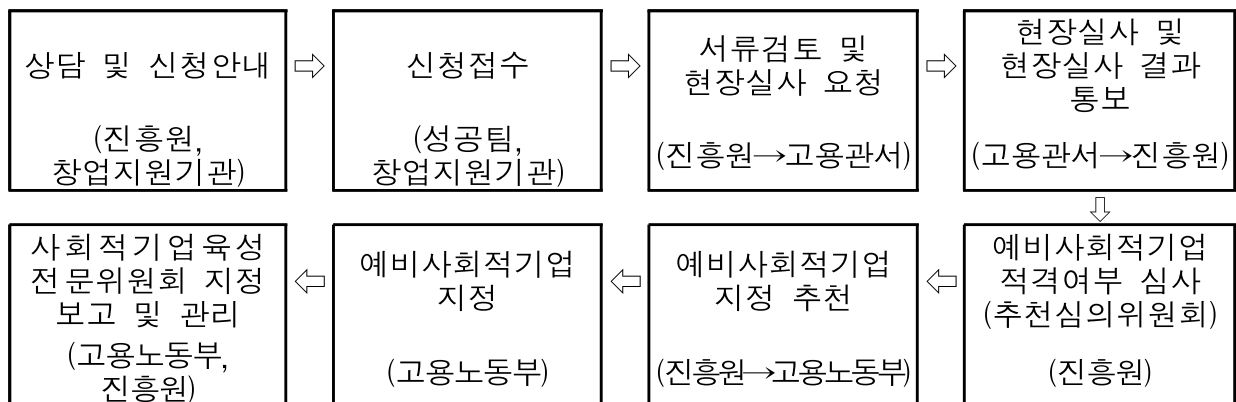 상담 및 신청안내
(진흥원,
창업지원기관)
⇨
신청접수
(성공팀,
창업지원기관)
⇨
서류검토 및
현장실사 요청
(진흥원→고용관서)
⇨
현장실사 및
현장실사 결과
통보
(고용관서→진흥원)
⇩
예비사회적기업
적격여부 심사
(추천심의위원회)
(진흥원)
⇦
예비사회적기업
지정 추천
(진흥원→고용노동부)
⇦
예비사회적기업
지정
(고용노동부)
⇦
사회적기업육성
전문위원회 지정
보고 및 관리
(고용노동부,
진흥원)